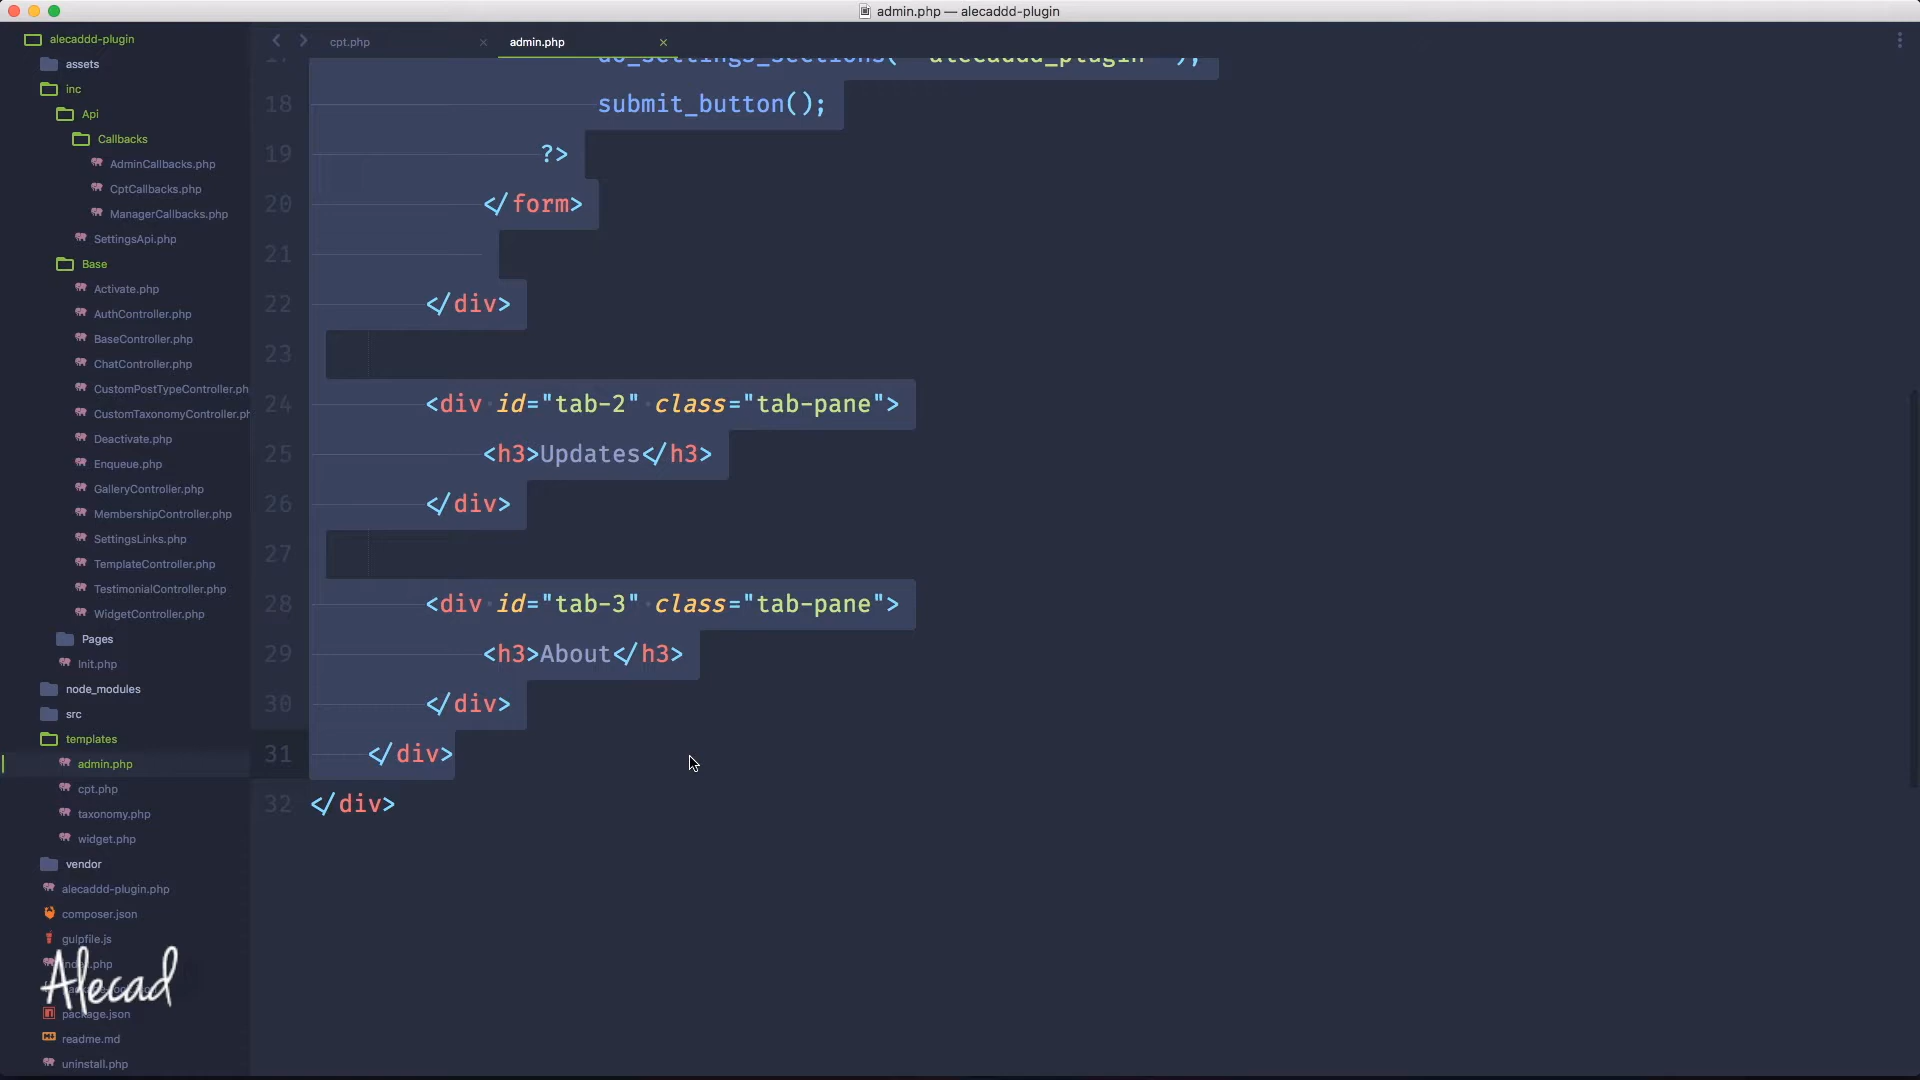 admin.php — alecaddd-plugin
alecaddd-plugin
assets
inc
Api
Callbacks
AdminCallbacks.php
CptCallbacks.php
ManagerCallbacks.php
SettingsApi.php
Base
Activate.php
AuthController.php
BaseController.php
ChatController.php
CustomPostTypeController.ph
CustomTaxonomyController.ph
Deactivate.php
Enqueue.php
GalleryController.php
MembershipController.php
SettingsLinks.php
TemplateController.php
TestimonialController.php
WidgetController.php
Pages
Init.php
node_modules
src
templates
admin.php
cpt.php
taxonomy.php
widget.php
vendor
alecaddd-plugin.php
composer.json
gulpfile.js
package.json
readme.md
uninstall.php
Alecad
cpt.php
admin.php
17 do_settings_sections( 'alecaddd_plugin' );
18 submit_button();
19 ?>
20 </form>
21
22 </div>
23
24 <div id="tab-2" class="tab-pane">
25 <h3>Updates</h3>
26 </div>
27
28 <div id="tab-3" class="tab-pane">
29 <h3>About</h3>
30 </div>
31 </div>
32 </div>